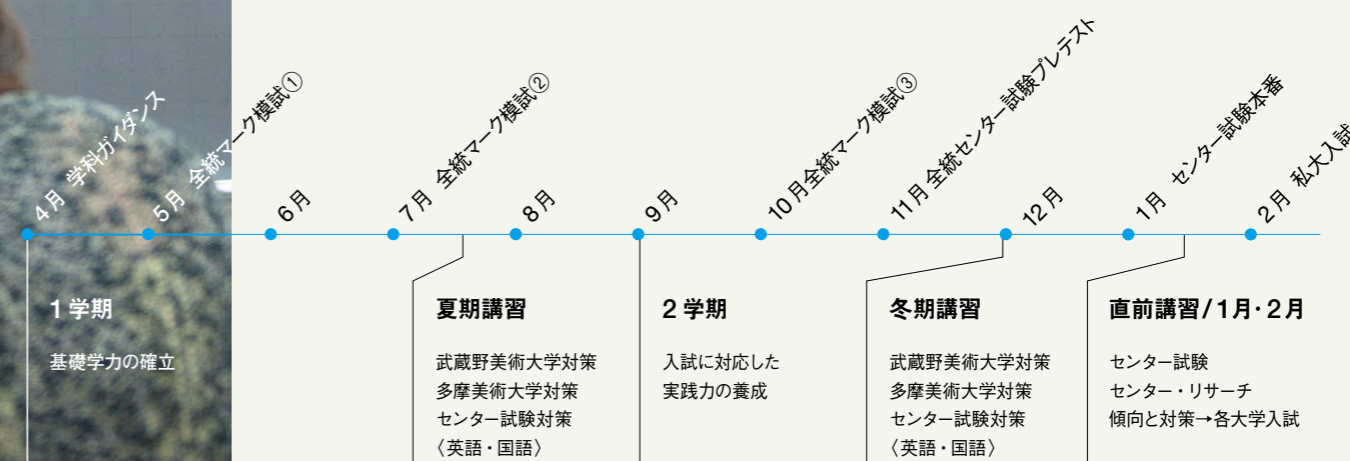 4月 学科ガイダンス
5月 全統マーク模試①
6月
7月 全統マーク模試②
8月
9月
10月全統マーク模試③
11月 全統センター試験プレテスト
12月
1月 センター試験本番
2月 私大入試
1学期
基礎学力の確立
夏期講習
武蔵野美術大学対策
多摩美術大学対策
センター試験対策
〈英語・国語〉
2学期
入試に対応した
実践力の養成
冬期講習
武蔵野美術大学対策
多摩美術大学対策
センター試験対策
〈英語・国語〉
直前講習/1月・2月
センター試験
センター・リサーチ
傾向と対策→各大学入試